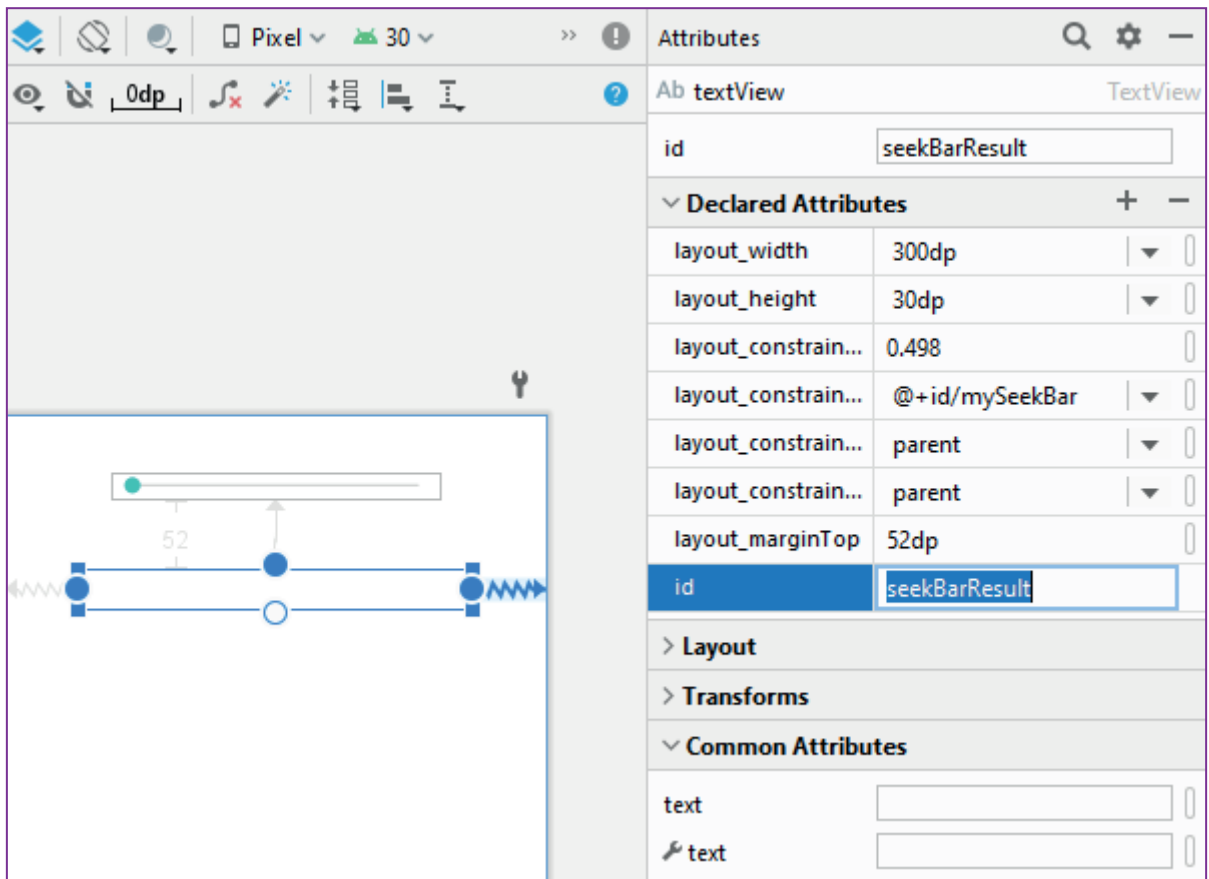 Pixel 30 >>
Attributes
0dp
Ab textView TextView
id seekBarResult
Declared Attributes
layout_width 300dp
layout_height 30dp
layout_constrain... 0.498
layout_constrain... @+id/mySeekBar
layout_constrain... parent
layout_constrain... parent
layout_marginTop 52dp
id seekBarResult
52
Layout
Transforms
Common Attributes
text
text